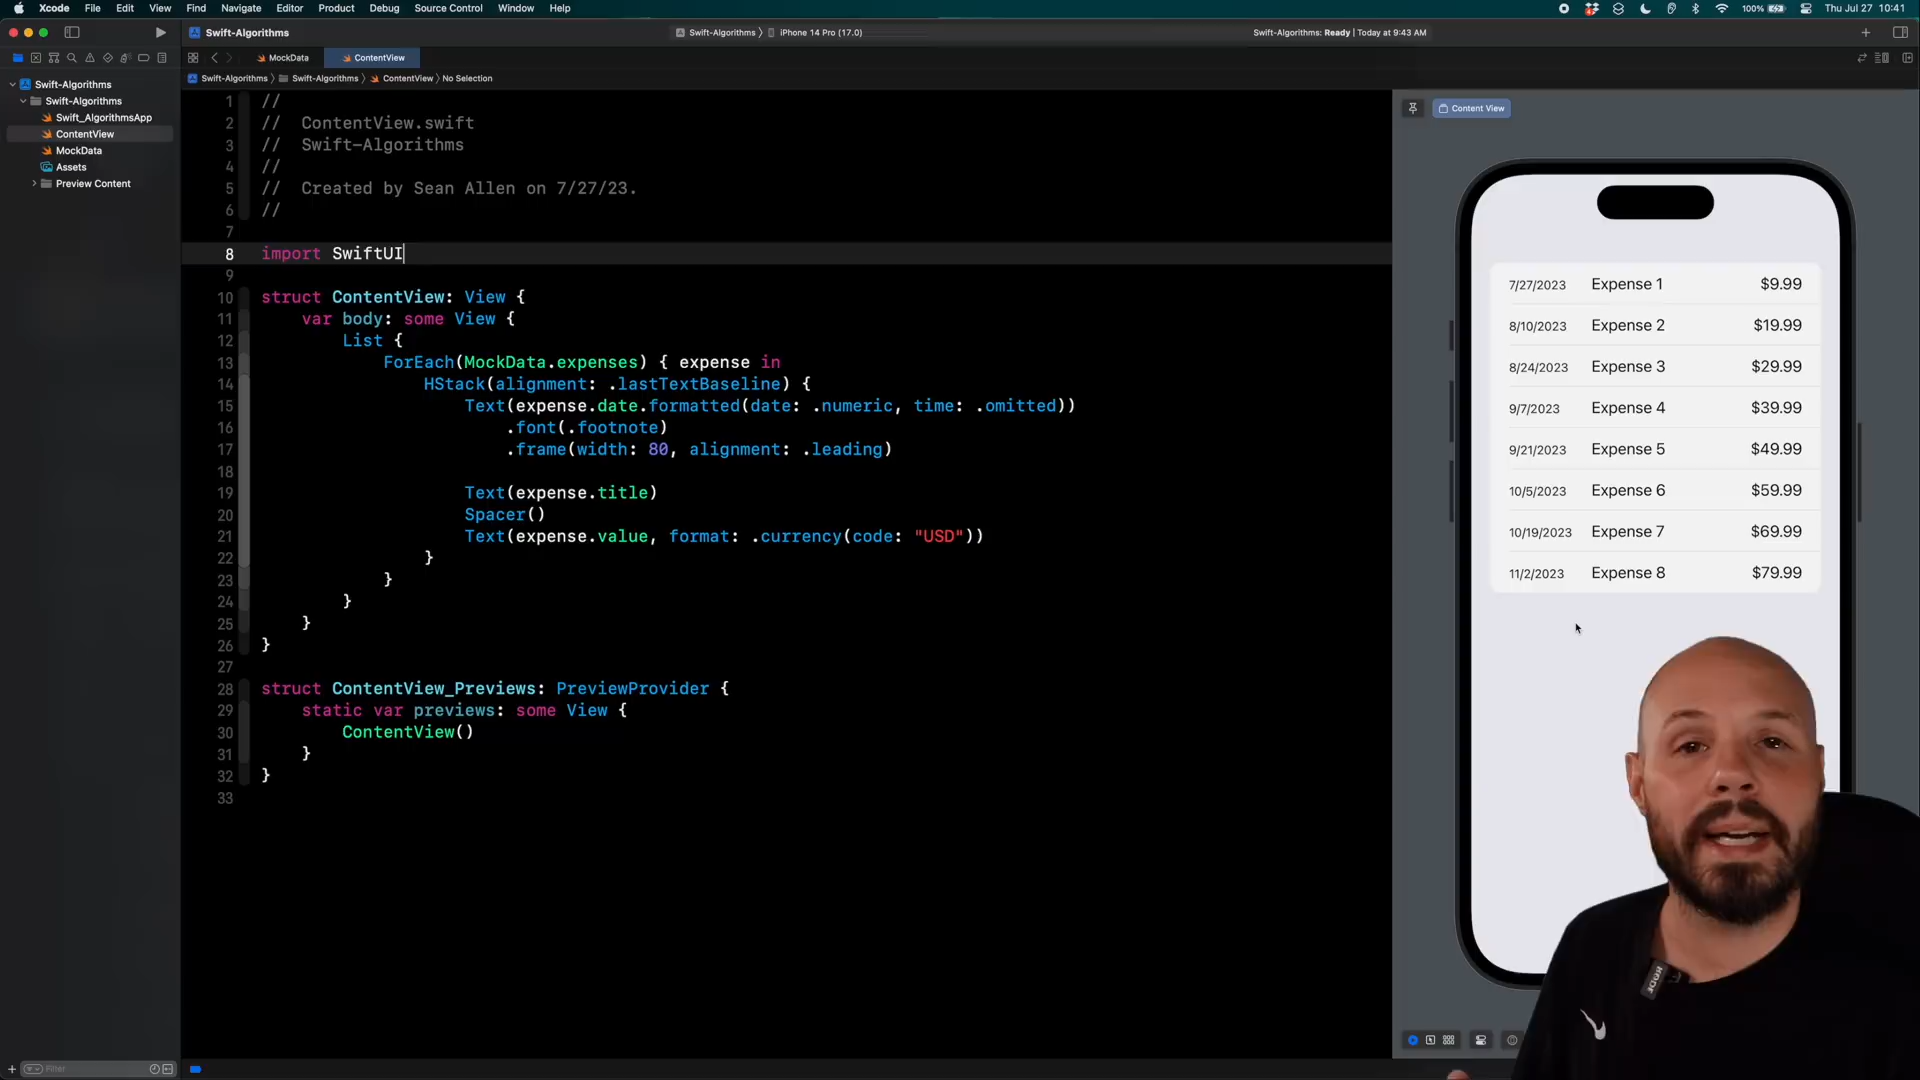 Xcode File Edit View Find Navigate Editor Product Debug Source Control Window Help
100% Thu Jul 27 10:41
Swift-Algorithms
Swift-Algorithms 〉 iPhone 14 Pro (17.0)
Swift-Algorithms: Ready | Today at 9:43 AM
MockData
ContentView
Swift-Algorithms 〉 Swift-Algorithms 〉 ContentView 〉 No Selection
Swift-Algorithms
Swift-Algorithms
Swift_AlgorithmsApp
ContentView
MockData
Assets
Preview Content
Filter
1 //
2 //  ContentView.swift
3 //  Swift-Algorithms
4 //
5 //  Created by Sean Allen on 7/27/23.
6 //
7
8 import SwiftUI
9
10 struct ContentView: View {
11     var body: some View {
12         List {
13             ForEach(MockData.expenses) { expense in
14                 HStack(alignment: .lastTextBaseline) {
15                     Text(expense.date.formatted(date: .numeric, time: .omitted))
16                         .font(.footnote)
17                         .frame(width: 80, alignment: .leading)
18
19                     Text(expense.title)
20                     Spacer()
21                     Text(expense.value, format: .currency(code: "USD"))
22                 }
23             }
24         }
25     }
26 }
27
28 struct ContentView_Previews: PreviewProvider {
29     static var previews: some View {
30         ContentView()
31     }
32 }
33
Content View
7/27/2023 Expense 1 $9.99
8/10/2023 Expense 2 $19.99
8/24/2023 Expense 3 $29.99
9/7/2023 Expense 4 $39.99
9/21/2023 Expense 5 $49.99
10/5/2023 Expense 6 $59.99
10/19/2023 Expense 7 $69.99
11/2/2023 Expense 8 $79.99
RODE